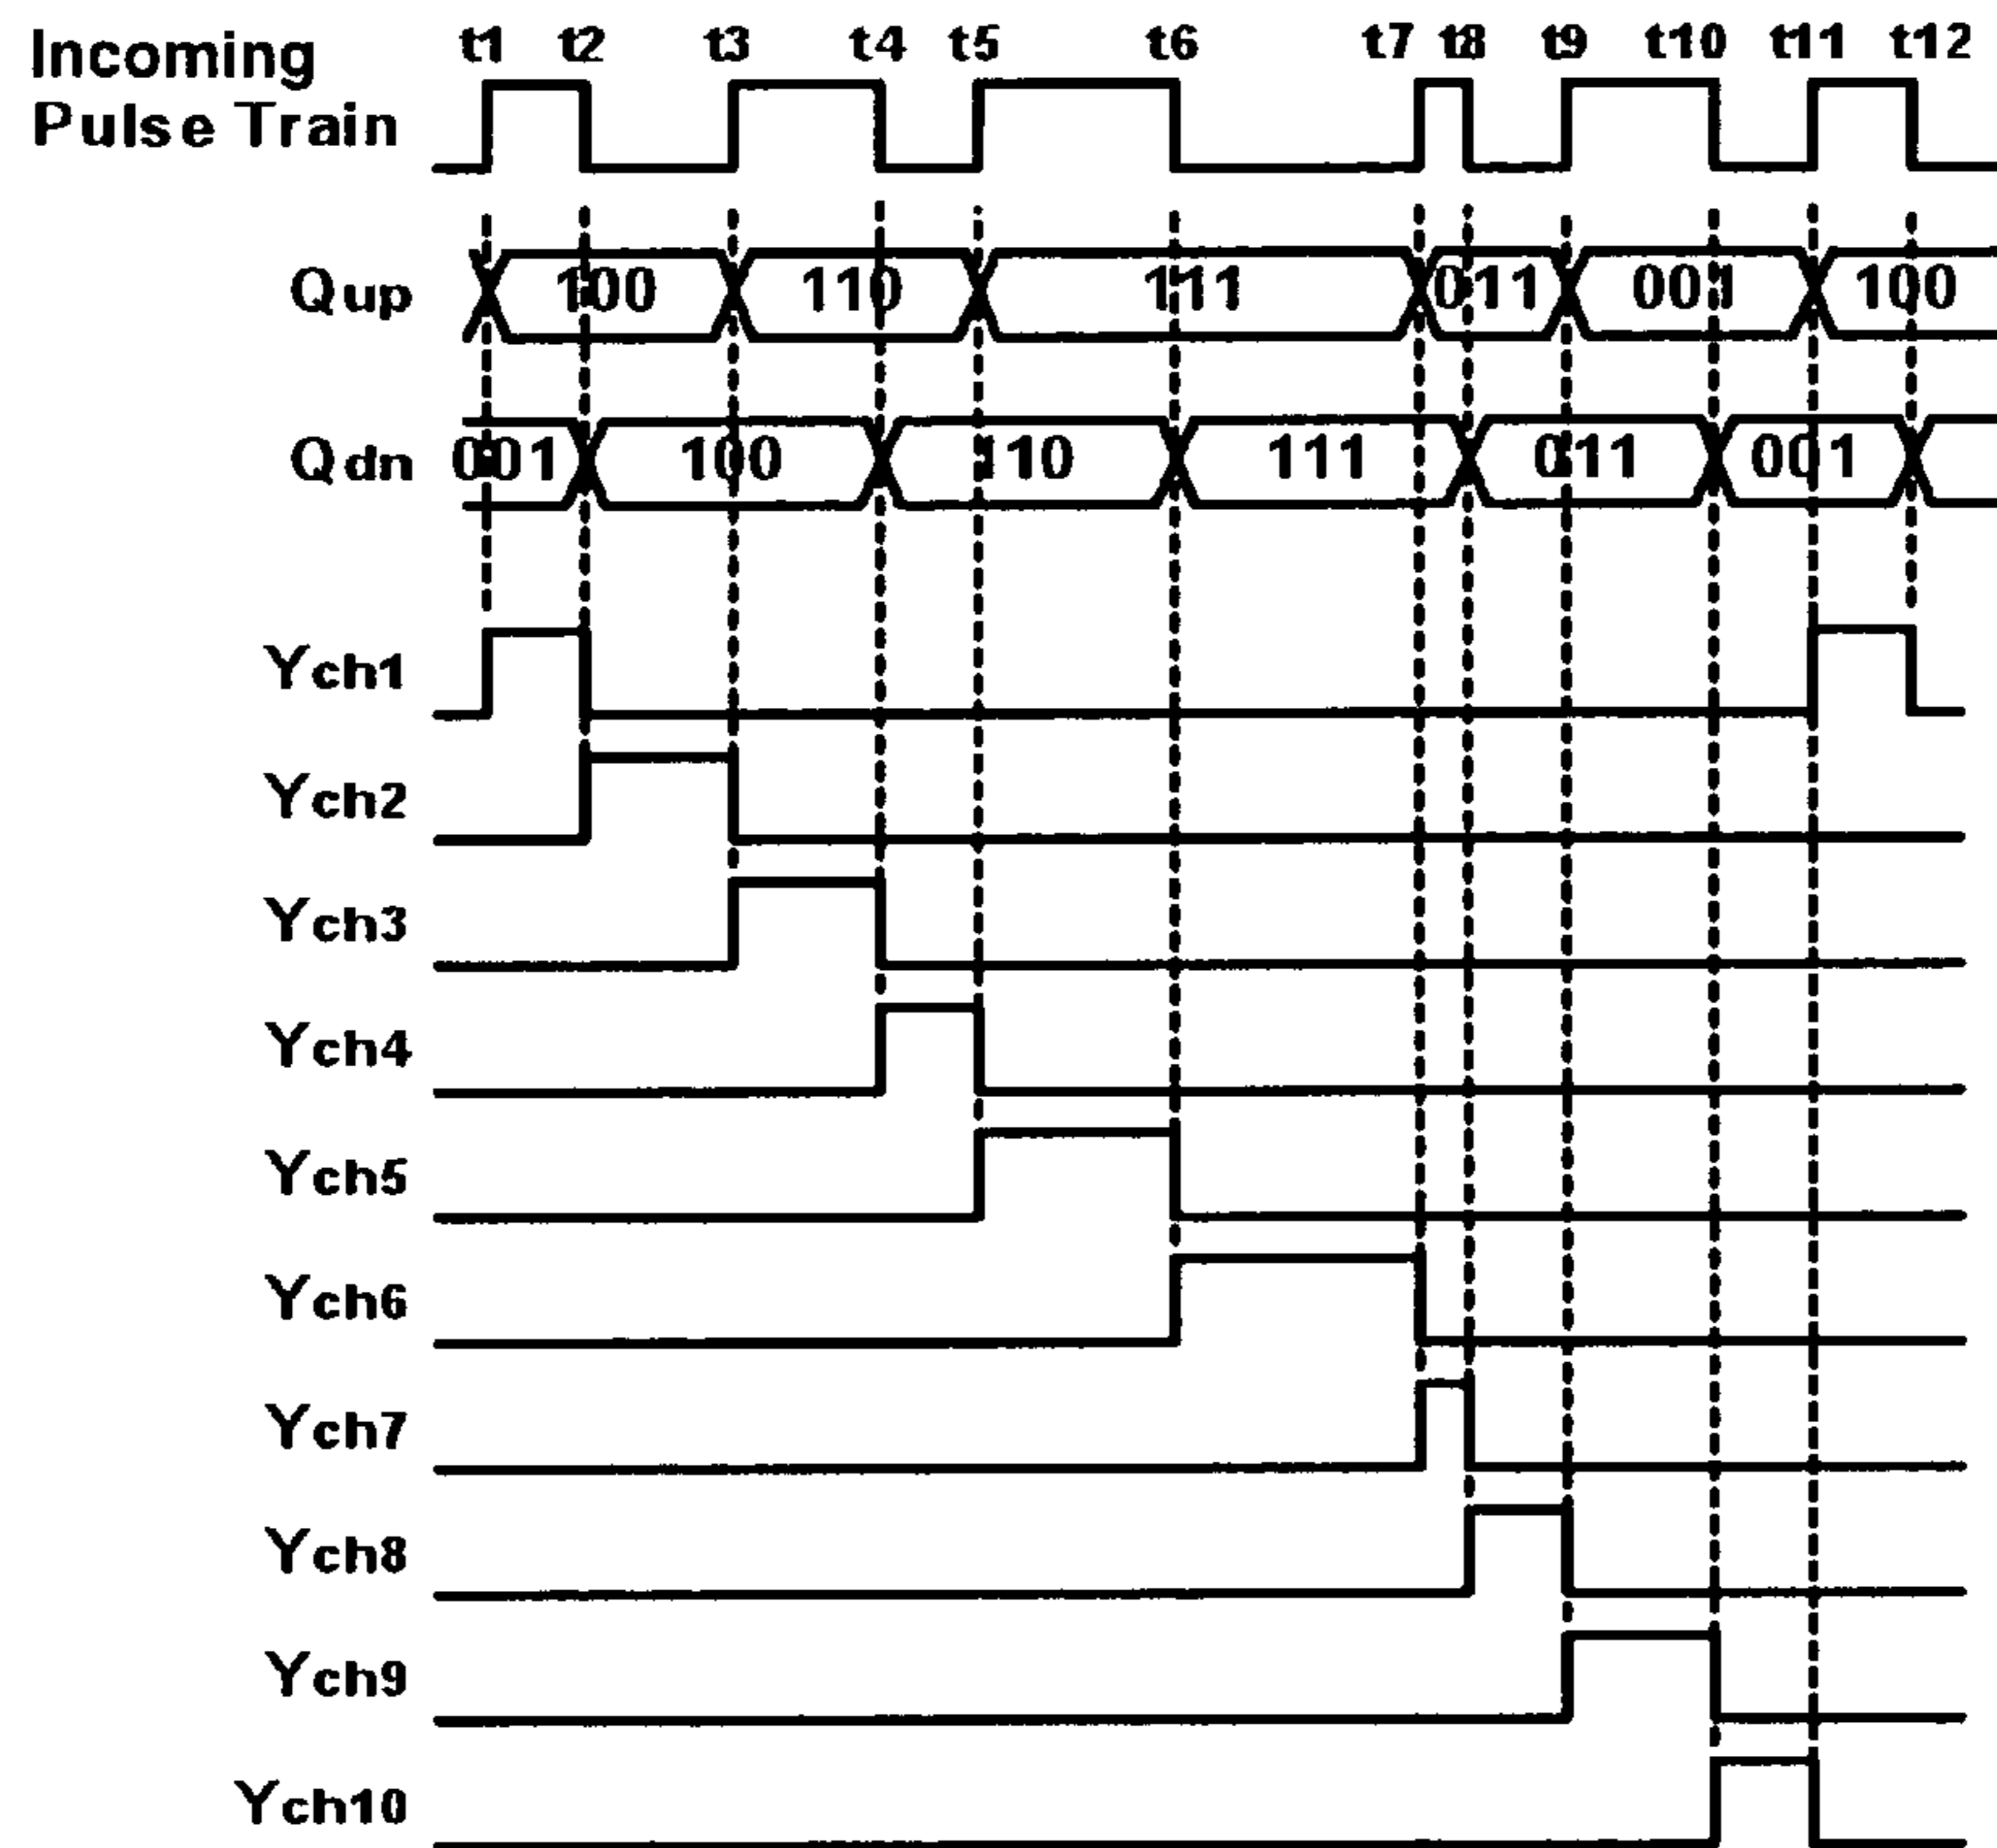 Incoming
Pulse Train
t1 t2 t3 t4 t5 t6 t7 t8 t9 t10 t11 t12
Qup 100 110 111 011 001 100
Qdn 001 100 110 111 011 001
Ych1
Ych2
Ych3
Ych4
Ych5
Ych6
Ych7
Ych8
Ych9
Ych10